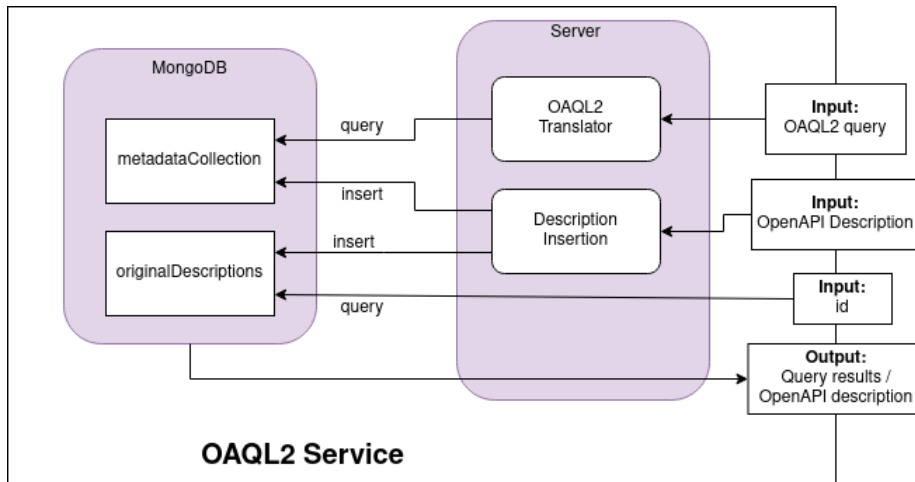 Server
MongoDB
OAQL2
Translator
Input:
OAQL2 query
query
metadataCollection
insert
Input:
OpenAPI Description
Description
Insertion
insert
originalDescriptions
query
Input:
id
Output:
Query results /
OpenAPI description
OAQL2 Service